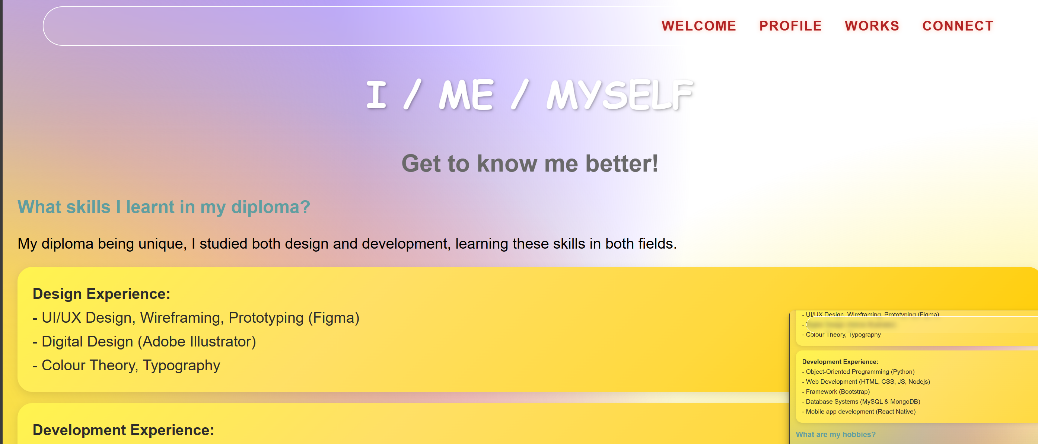 WELCOME PROFILE WORKS CONNECT
I / ME / MYSELF
Get to know me better!
What skills I learnt in my diploma?
My diploma being unique, I studied both design and development, learning these skills in both fields.
Design Experience:
- UI/UX Design, Wireframing, Prototyping (Figma)
- Digital Design (Adobe Illustrator)
- Colour Theory, Typography
Development Experience:
- UI/UX Design, Wireframing, Prototyping (Figma)
Colour Theory, Typography
Development Experience:
- Object-Oriented Programming (Python)
- Web Development (HTML, CSS, JS, Nodejs)
- Framework (Bootstrap)
- Database Systems (MySQL & MongoDB)
- Mobile app development (React Native)
What are my hobbies?